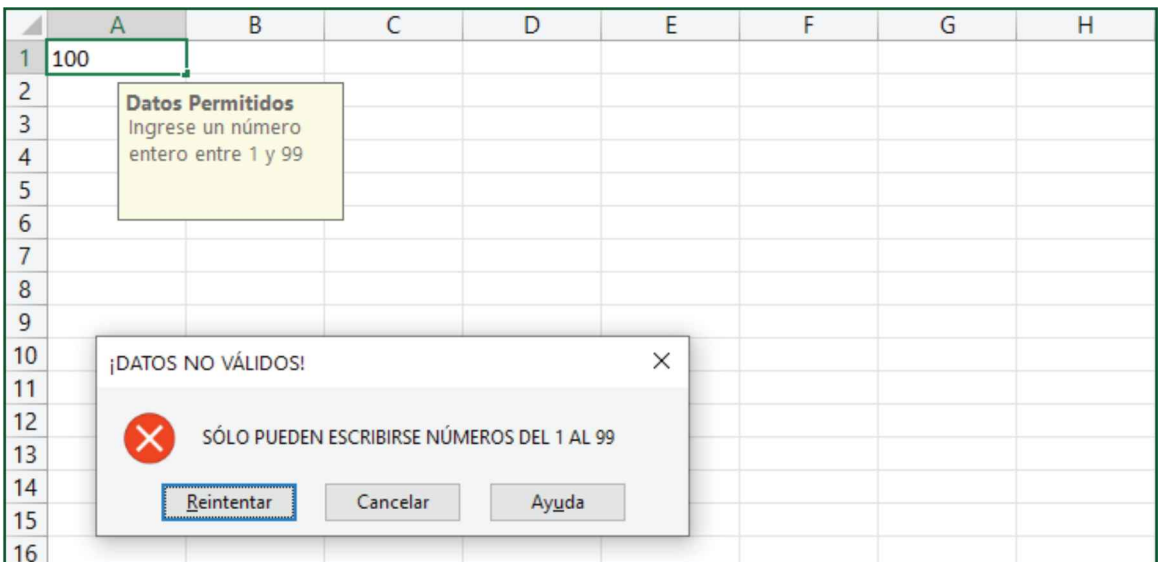 A B C D E F G H
1 100
2
3
4
5
6
7
8
9
10
11
12
13
14
15
16
Datos Permitidos
Ingrese un número
entero entre 1 y 99
¡DATOS NO VÁLIDOS!
SÓLO PUEDEN ESCRIBIRSE NÚMEROS DEL 1 AL 99
Reintentar Cancelar Ayuda